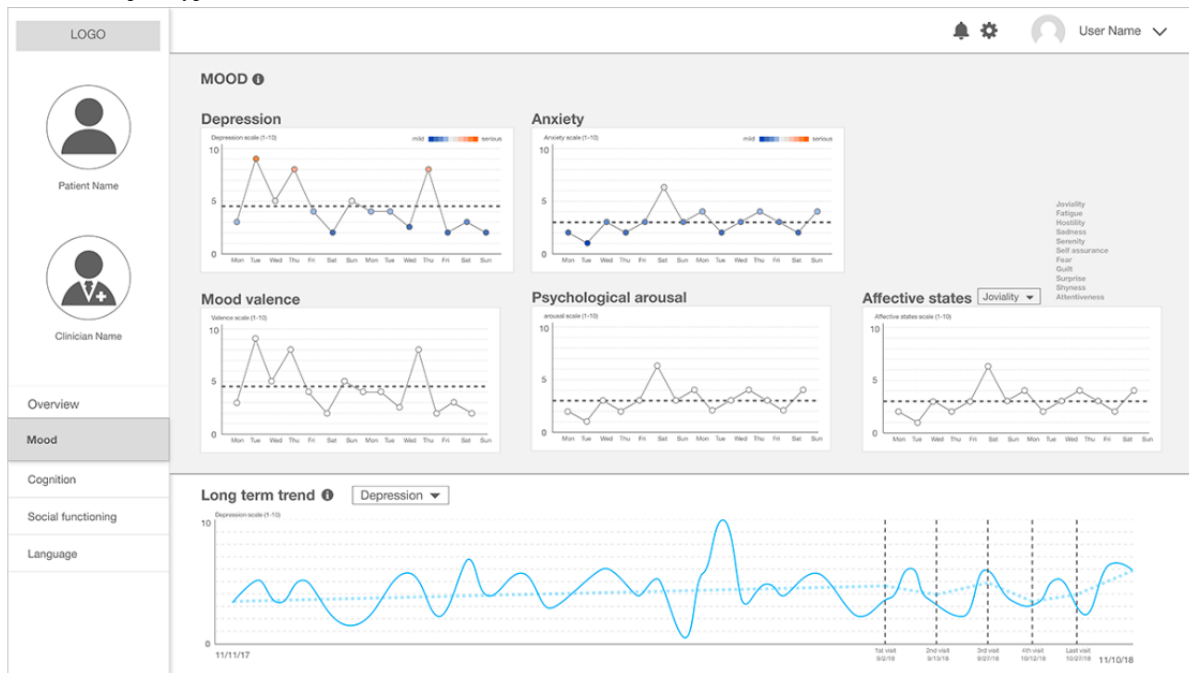 LOGO
User Name
Patient Name
Clinician Name
Overview
Mood
Cognition
Social functioning
Language
MOOD
Depression
Depression scale (1-10)
mild serious
10
5
0
Mon Tue Wed Thu Fri Sat Sun Mon Tue Wed Thu Fri Sat Sun
Anxiety
Anxiety scale (1-10)
mild serious
10
5
0
Mon Tue Wed Thu Fri Sat Sun Mon Tue Wed Thu Fri Sat Sun
Joviality
Fatigue
Hostility
Sadness
Serenity
Self assurance
Fear
Guilt
Surprise
Shyness
Attentiveness
Mood valence
Valence scale (1-10)
10
5
0
Mon Tue Wed Thu Fri Sat Sun Mon Tue Wed Thu Fri Sat Sun
Psychological arousal
arousal scale (1-10)
10
5
0
Mon Tue Wed Thu Fri Sat Sun Mon Tue Wed Thu Fri Sat Sun
Affective states Joviality
Affective states scale (1-10)
10
5
0
Mon Tue Wed Thu Fri Sat Sun Mon Tue Wed Thu Fri Sat Sun
Long term trend Depression
Depression scale (1-10)
10
0
11/11/17
1st visit
9/2/18
2nd visit
9/13/18
3rd visit
9/27/18
4th visit
10/12/18
Last visit
10/27/18
11/10/18